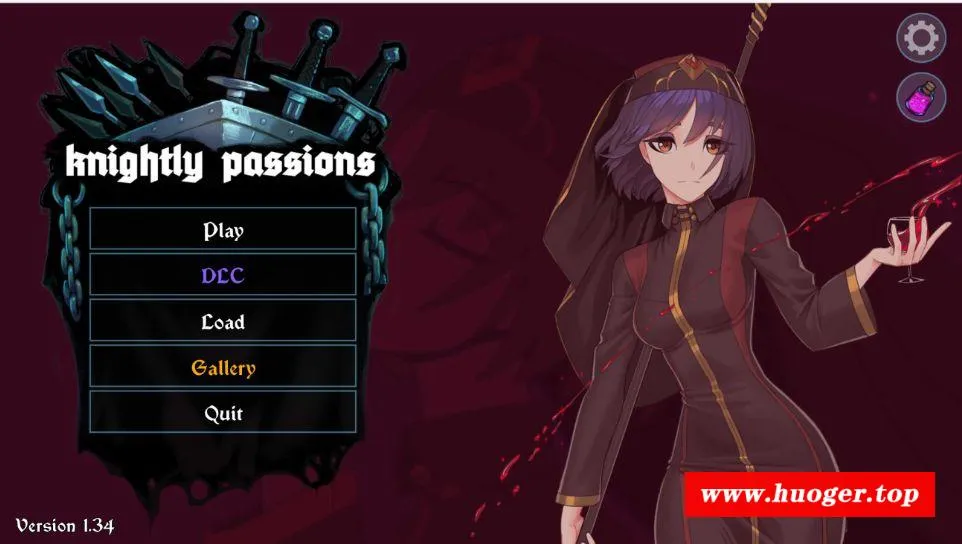 knightly passions
Play
DLC
Load
Gallery
Quit
www.huoger.top
Version 1.34